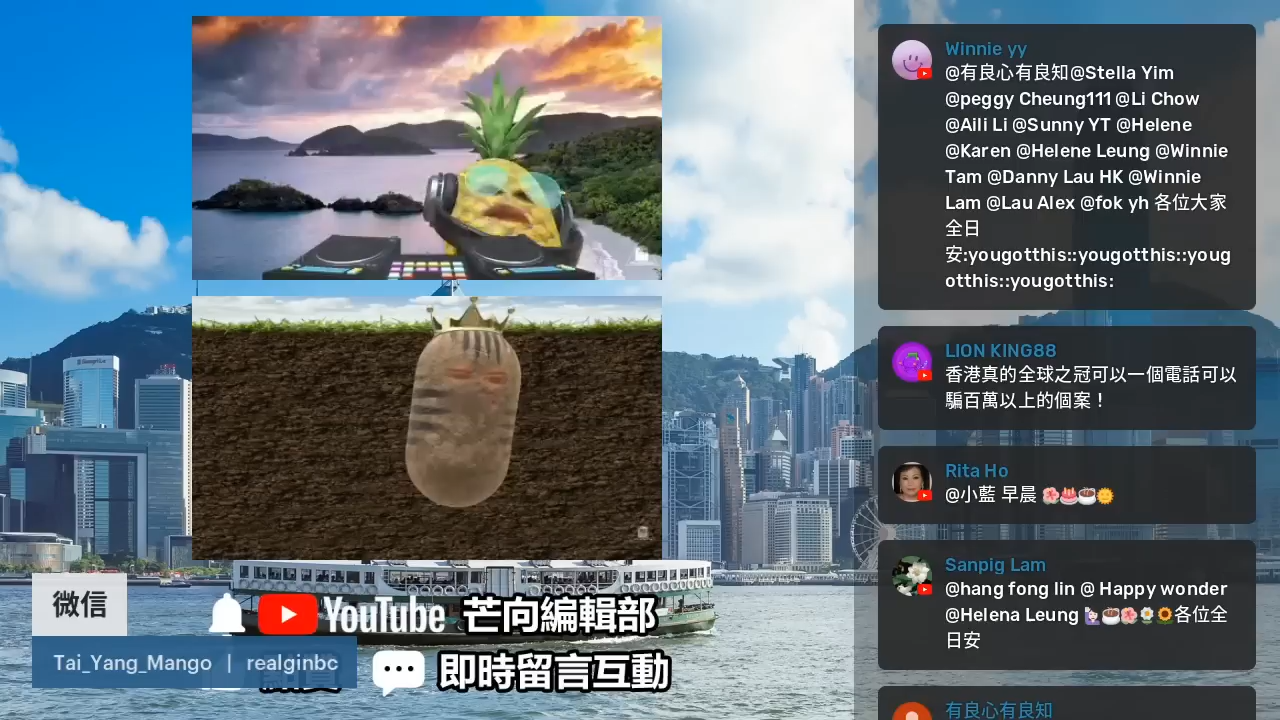 Winnie yy
@有良心有良知@Stella Yim
@peggy Cheung111 @Li Chow
@Aili Li @Sunny YT @Helene
@Karen @Helene Leung @Winnie
Tam @Danny Lau HK @Winnie
Lam @Lau Alex @fok yh 各位大家
全日
安:yougotthis::yougotthis::youg
otthis::yougotthis:
LION KING88
香港真的全球之冠可以一個電話可以
騙百萬以上的個案！
Rita Ho
@小藍 早晨 🌺🎂☕🌞
Sanpig Lam
@hang fong lin @ Happy wonder
@Helena Leung 🙋🏻‍♀️☕🌺🌻🌻各位全
日安
有良心有良知
微信
Tai_Yang_Mango | realginbc
YouTube 芒向編輯部
即時留言互動